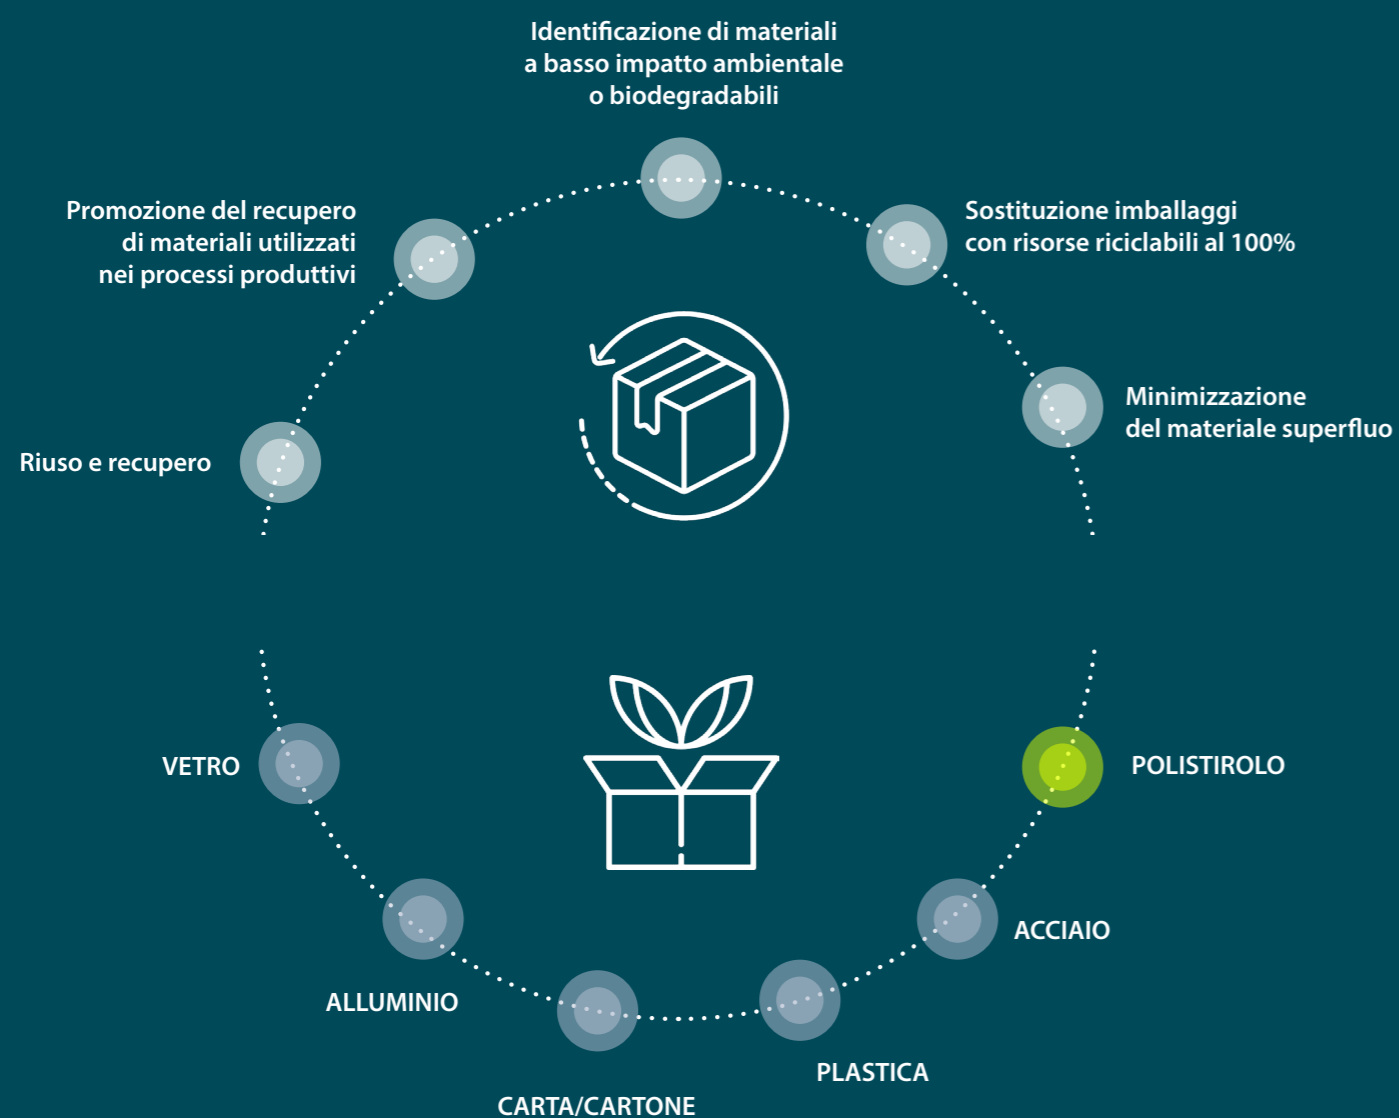 Identificazione di materiali
a basso impatto ambientale
o biodegradabili
Promozione del recupero
di materiali utilizzati
nei processi produttivi
Sostituzione imballaggi
con risorse riciclabili al 100%
Riuso e recupero
Minimizzazione
del materiale superfluo
VETRO
POLISTIROLO
ALLUMINIO
ACCIAIO
CARTA/CARTONE
PLASTICA